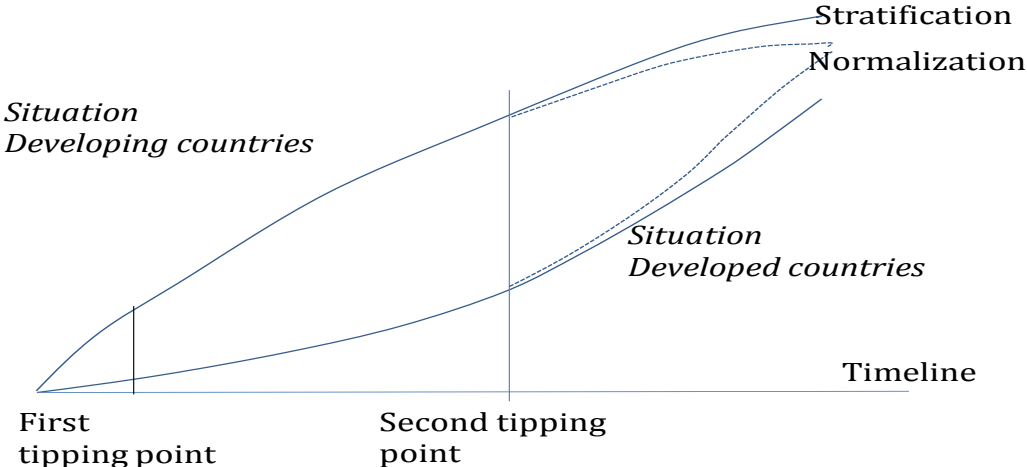 Stratification
Normalization
Situation
Developing countries
Situation
Developed countries
Timeline
First
tipping point
Second tipping
point